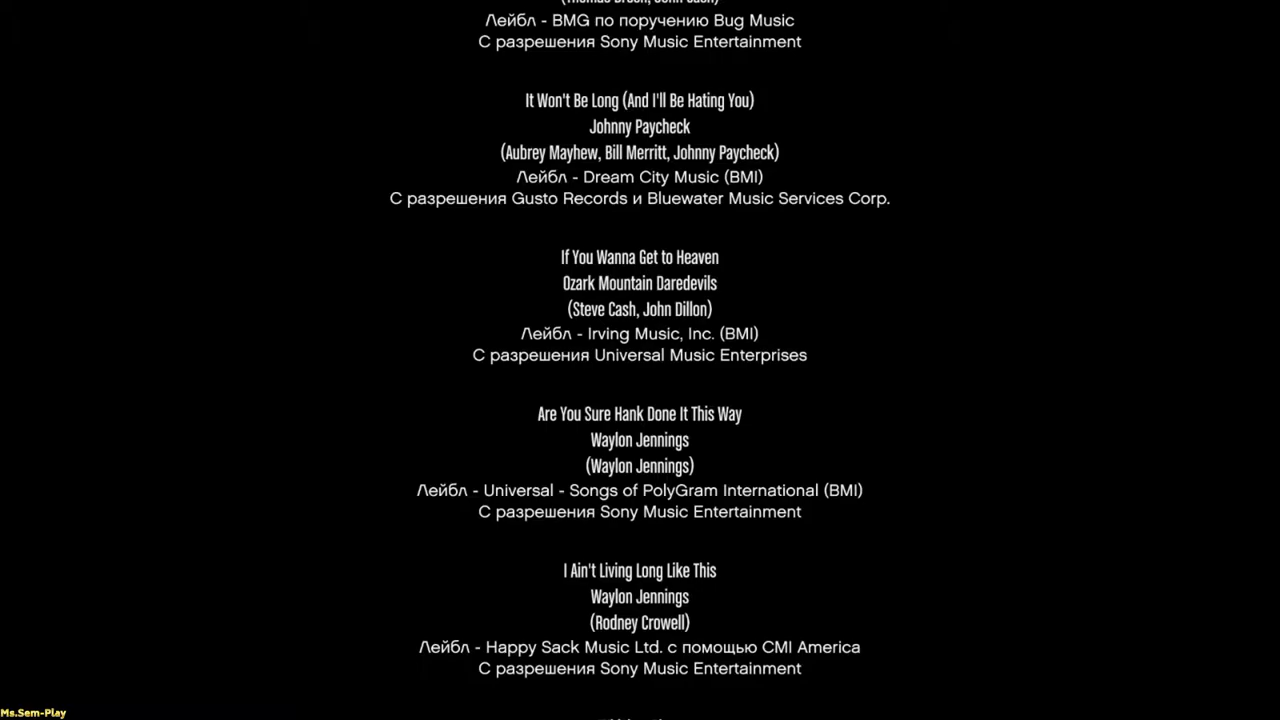 Лейбл - BMG по поручению Bug Music
С разрешения Sony Music Entertainment
It Won't Be Long (And I'll Be Hating You)
Johnny Paycheck
(Aubrey Mayhew, Bill Merritt, Johnny Paycheck)
Лейбл - Dream City Music (BMI)
С разрешения Gusto Records и Bluewater Music Services Corp.
If You Wanna Get to Heaven
Ozark Mountain Daredevils
(Steve Cash, John Dillon)
Лейбл - Irving Music, Inc. (BMI)
С разрешения Universal Music Enterprises
Are You Sure Hank Done It This Way
Waylon Jennings
(Waylon Jennings)
Лейбл - Universal - Songs of PolyGram International (BMI)
С разрешения Sony Music Entertainment
I Ain't Living Long Like This
Waylon Jennings
(Rodney Crowell)
Лейбл - Happy Sack Music Ltd. с помощью CMI America
С разрешения Sony Music Entertainment
Ms.Sem-Play